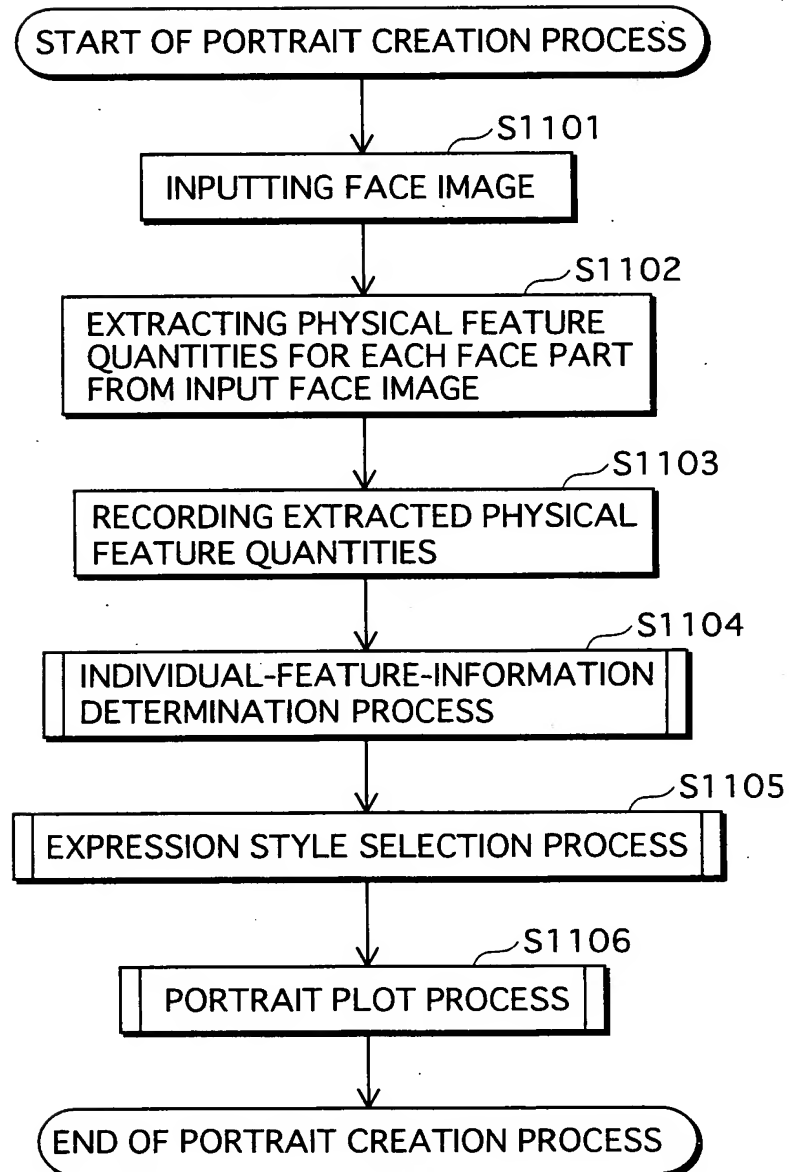 START OF PORTRAIT CREATION PROCESS
S1101
INPUTTING FACE IMAGE
S1102
EXTRACTING PHYSICAL FEATURE
QUANTITIES FOR EACH FACE PART
FROM INPUT FACE IMAGE
S1103
RECORDING EXTRACTED PHYSICAL
FEATURE QUANTITIES
S1104
INDIVIDUAL-FEATURE-INFORMATION
DETERMINATION PROCESS
S1105
EXPRESSION STYLE SELECTION PROCESS
S1106
PORTRAIT PLOT PROCESS
END OF PORTRAIT CREATION PROCESS